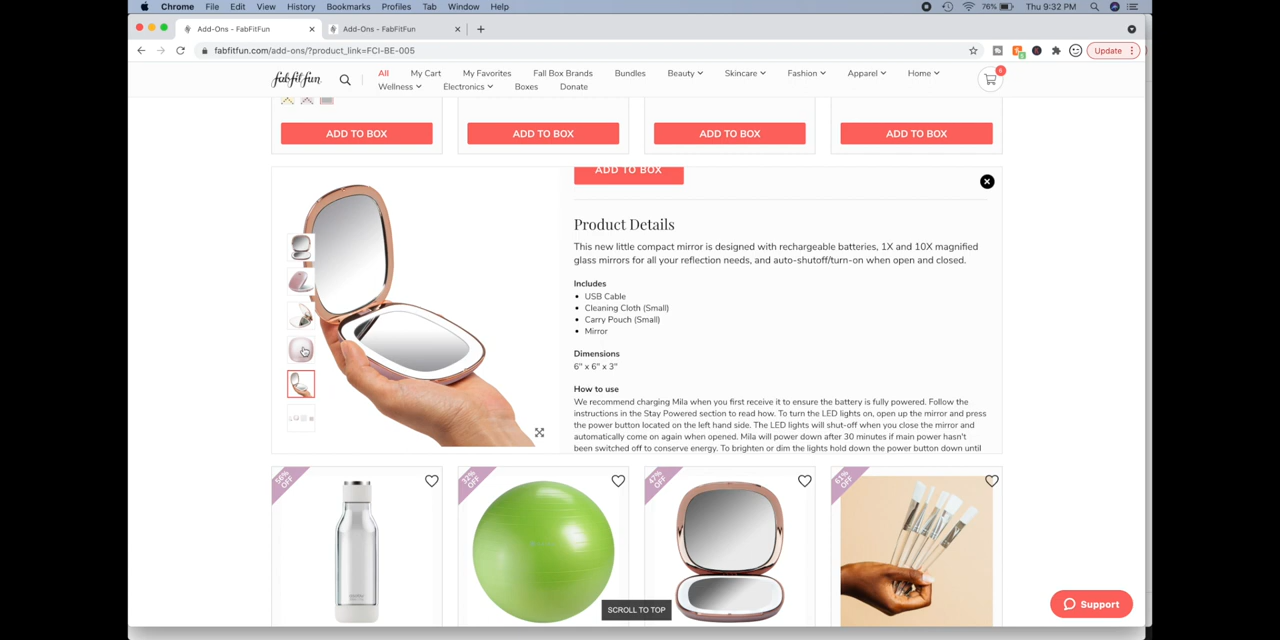 Chrome File Edit View History Bookmarks Profiles Tab Window Help 76% Thu 9:32 PM
Add-Ons - FabFitFun Add-Ons - FabFitFun
fabfitfun.com/add-ons/?product_link=FCI-BE-005 Update
fabfitfun All My Cart My Favorites Fall Box Brands Bundles Beauty Skincare Fashion Apparel Home 6
Wellness Electronics Boxes Donate
ADD TO BOX ADD TO BOX ADD TO BOX ADD TO BOX
ADD TO BOX
Product Details
This new little compact mirror is designed with rechargeable batteries, 1X and 10X magnified
glass mirrors for all your reflection needs, and auto-shutoff/turn-on when open and closed.
Includes
• USB Cable
• Cleaning Cloth (Small)
• Carry Pouch (Small)
• Mirror
Dimensions
6" x 6" x 3"
How to use
We recommend charging Mila when you first receive it to ensure the battery is fully powered. Follow the
instructions in the Stay Powered section to read how. To turn the LED lights on, open up the mirror and press
the power button located on the left hand side. The LED lights will shut-off when you close the mirror and
automatically come on again when opened. Mila will power down after 30 minutes if main power hasn't
been switched off to conserve energy. To brighten or dim the lights hold down the power button down until
56% OFF 32% OFF 47% OFF 61% OFF
SCROLL TO TOP
Support